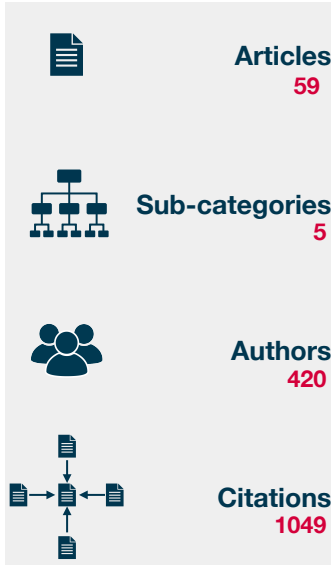 Articles
59
Sub-categories
5
Authors
420
Citations
1049